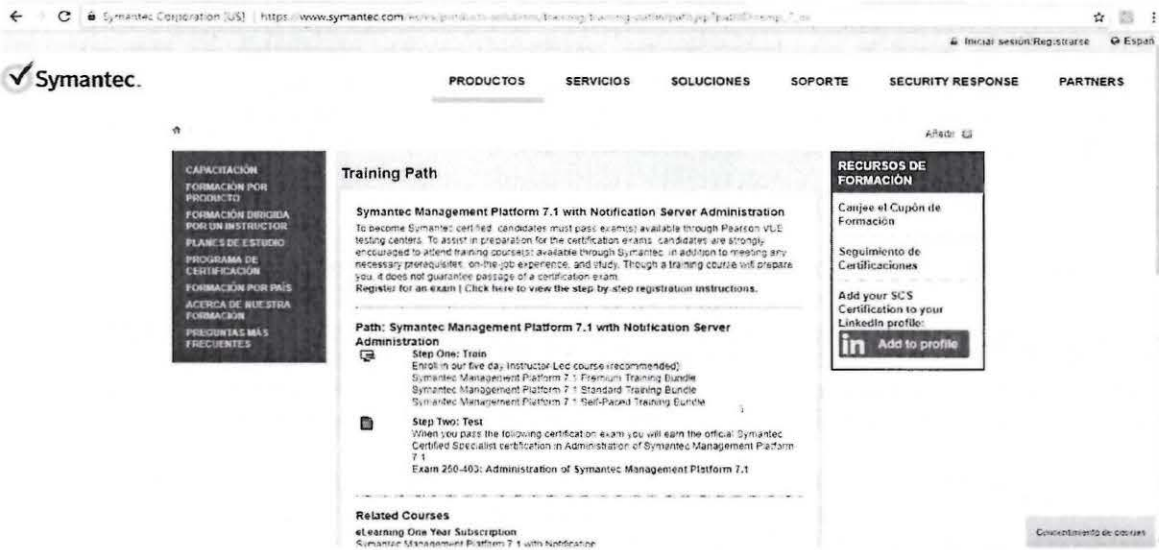 Symantec Corporation [US] | https://www.symantec.com
Iniciar sesión/Registrarse Españ
Symantec.
PRODUCTOS SERVICIOS SOLUCIONES SOPORTE SECURITY RESPONSE PARTNERS
Añadir
CAPACITACIÓN
FORMACIÓN POR
PRODUCTO
FORMACIÓN DIRIGIDA
POR UN INSTRUCTOR
PLANES DE ESTUDIO
PROGRAMA DE
CERTIFICACIÓN
FORMACIÓN POR PAÍS
ACERCA DE NUESTRA
FORMACIÓN
PREGUNTAS MÁS
FRECUENTES
Training Path
Symantec Management Platform 7.1 with Notification Server Administration
To become Symantec certified, candidates must pass exam(s) available through Pearson VUE
testing centers. To assist in preparation for the certification exams, candidates are strongly
encouraged to attend training course(s) available through Symantec, in addition to meeting any
necessary prerequisites, on-the-job experience, and study. Though a training course will prepare
you, it does not guarantee passage of a certification exam.
Register for an exam | Click here to view the step by step registration instructions.
Path: Symantec Management Platform 7.1 with Notification Server
Administration
Step One: Train
Enroll in our five day Instructor-Led course (recommended)
Symantec Management Platform 7.1 Premium Training Bundle
Symantec Management Platform 7.1 Standard Training Bundle
Symantec Management Platform 7.1 Self-Paced Training Bundle
Step Two: Test
When you pass the following certification exam you will earn the official Symantec
Certified Specialist certification in Administration of Symantec Management Platform
7.1
Exam 250-403: Administration of Symantec Management Platform 7.1
Related Courses
eLearning One Year Subscription
Symantec Management Platform 7.1 with Notification
RECURSOS DE
FORMACIÓN
Canjee el Cupón de
Formación
Seguimiento de
Certificaciones
Add your SCS
Certification to your
LinkedIn profile:
in Add to profile
Consentimiento de cookies